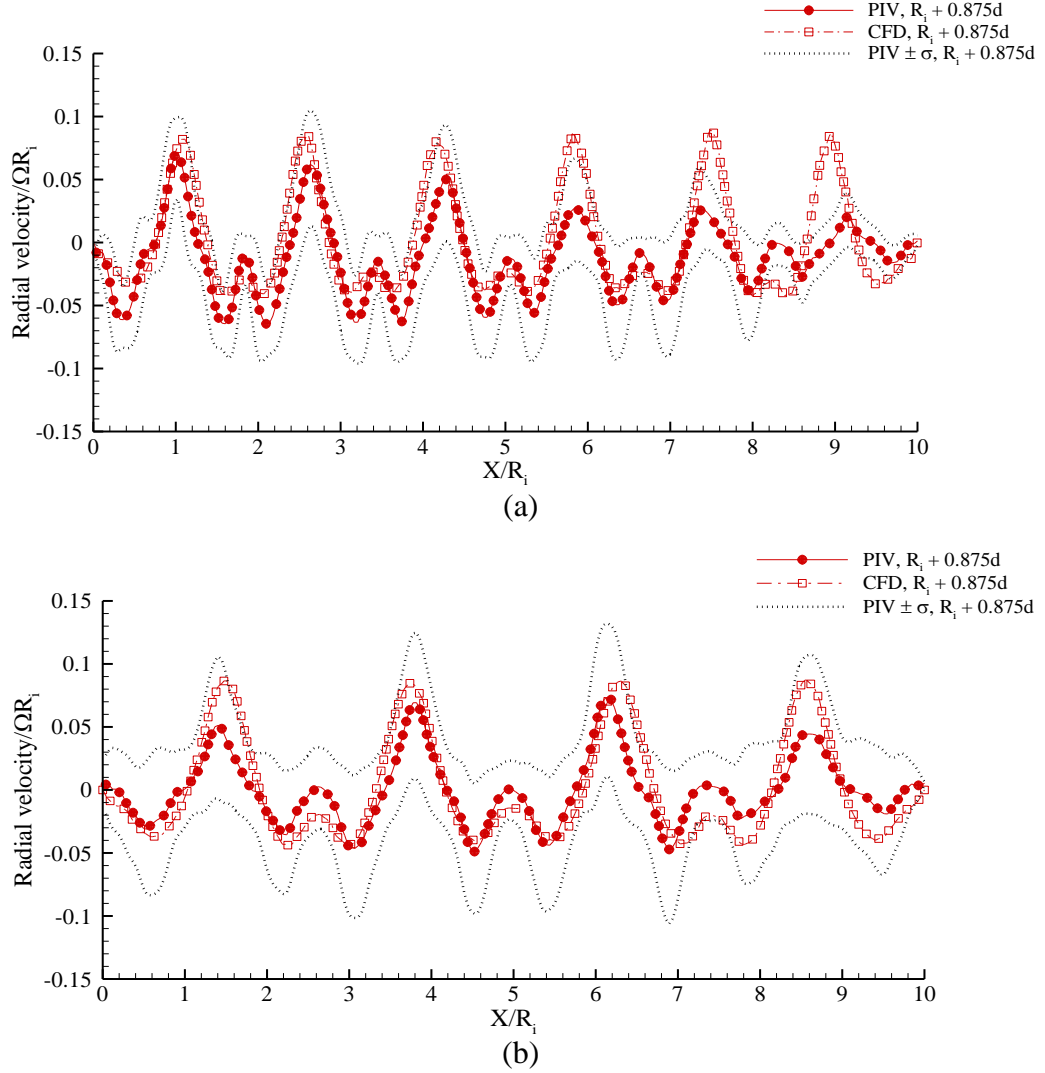 PIV, R_i + 0.875d
CFD, R_i + 0.875d
PIV ± σ, R_i + 0.875d
Radial velocity/ΩR_i
0.15
0.1
0.05
0
-0.05
-0.1
-0.15
0 1 2 3 4 5 6 7 8 9 10
X/R_i
(a)
PIV, R_i + 0.875d
CFD, R_i + 0.875d
PIV ± σ, R_i + 0.875d
Radial velocity/ΩR_i
0.15
0.1
0.05
0
-0.05
-0.1
-0.15
0 1 2 3 4 5 6 7 8 9 10
X/R_i
(b)